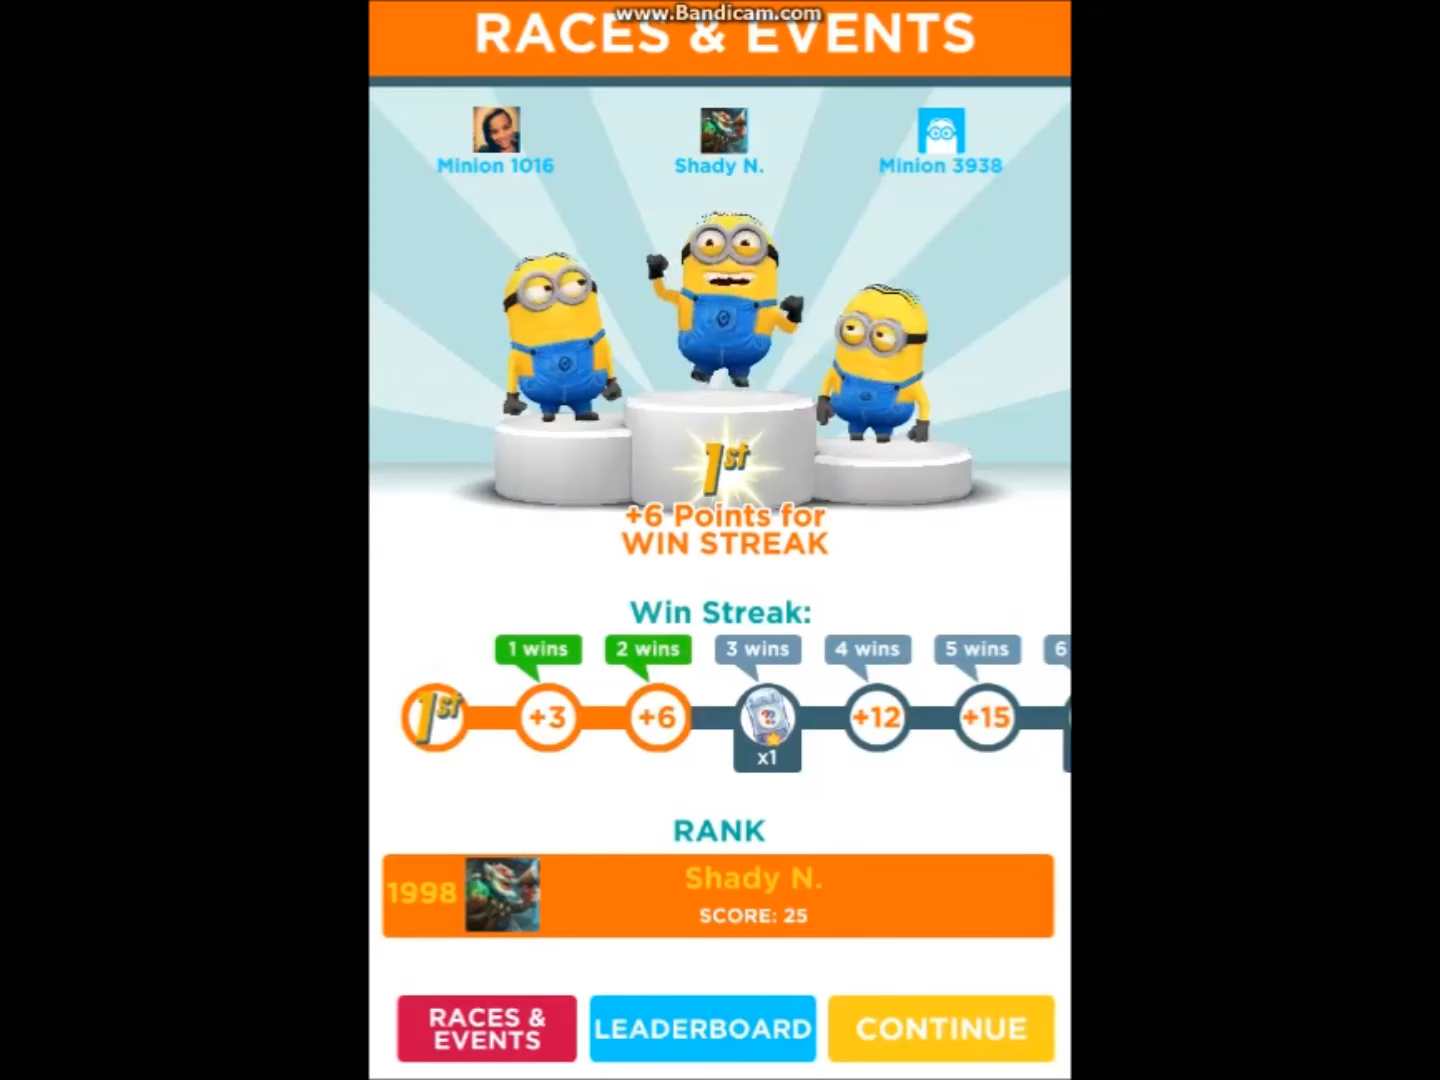 www.Bandicam.com
RACES & EVENTS
Minion 1016
Shady N.
Minion 3938
1st
+6 Points for
WIN STREAK
Win Streak:
1 wins
2 wins
3 wins
4 wins
5 wins
6
1st
+3
+6
x1
+12
+15
RANK
1998
Shady N.
SCORE: 25
RACES &
EVENTS
LEADERBOARD
CONTINUE